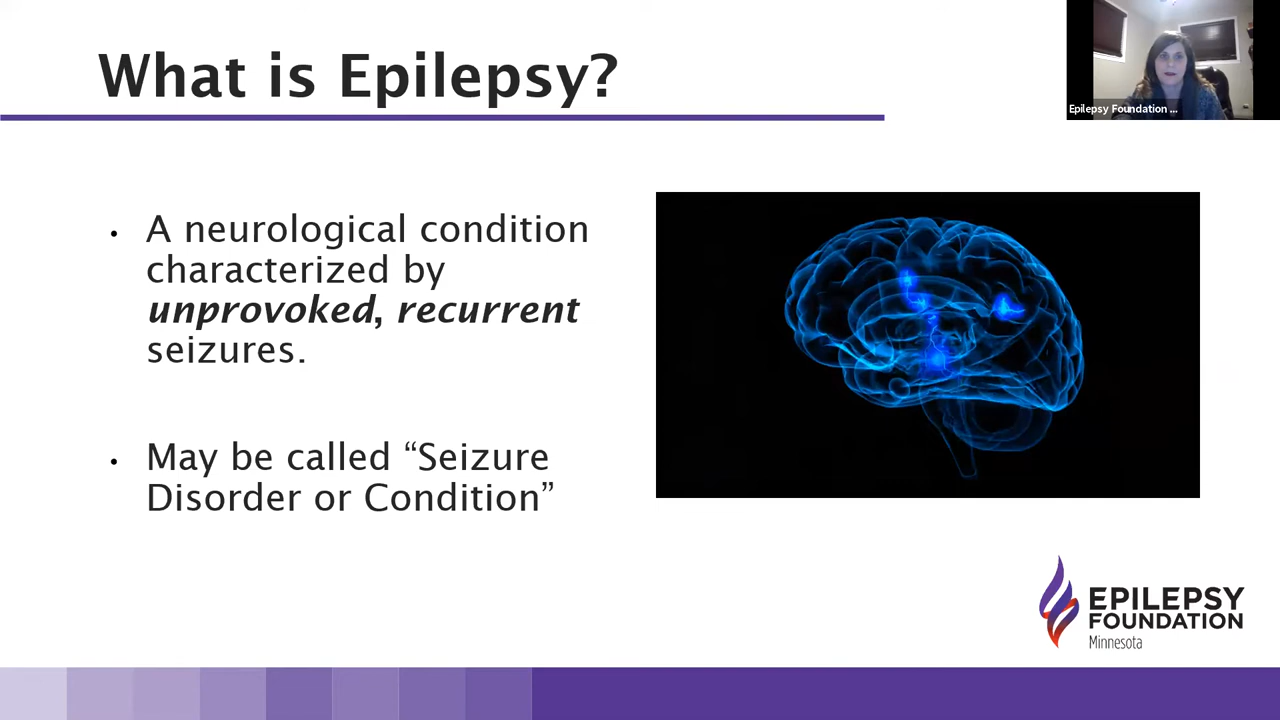 What is Epilepsy?
Epilepsy Foundation ...
• A neurological condition
characterized by
unprovoked, recurrent
seizures.
• May be called “Seizure
Disorder or Condition”
EPILEPSY
FOUNDATION
Minnesota